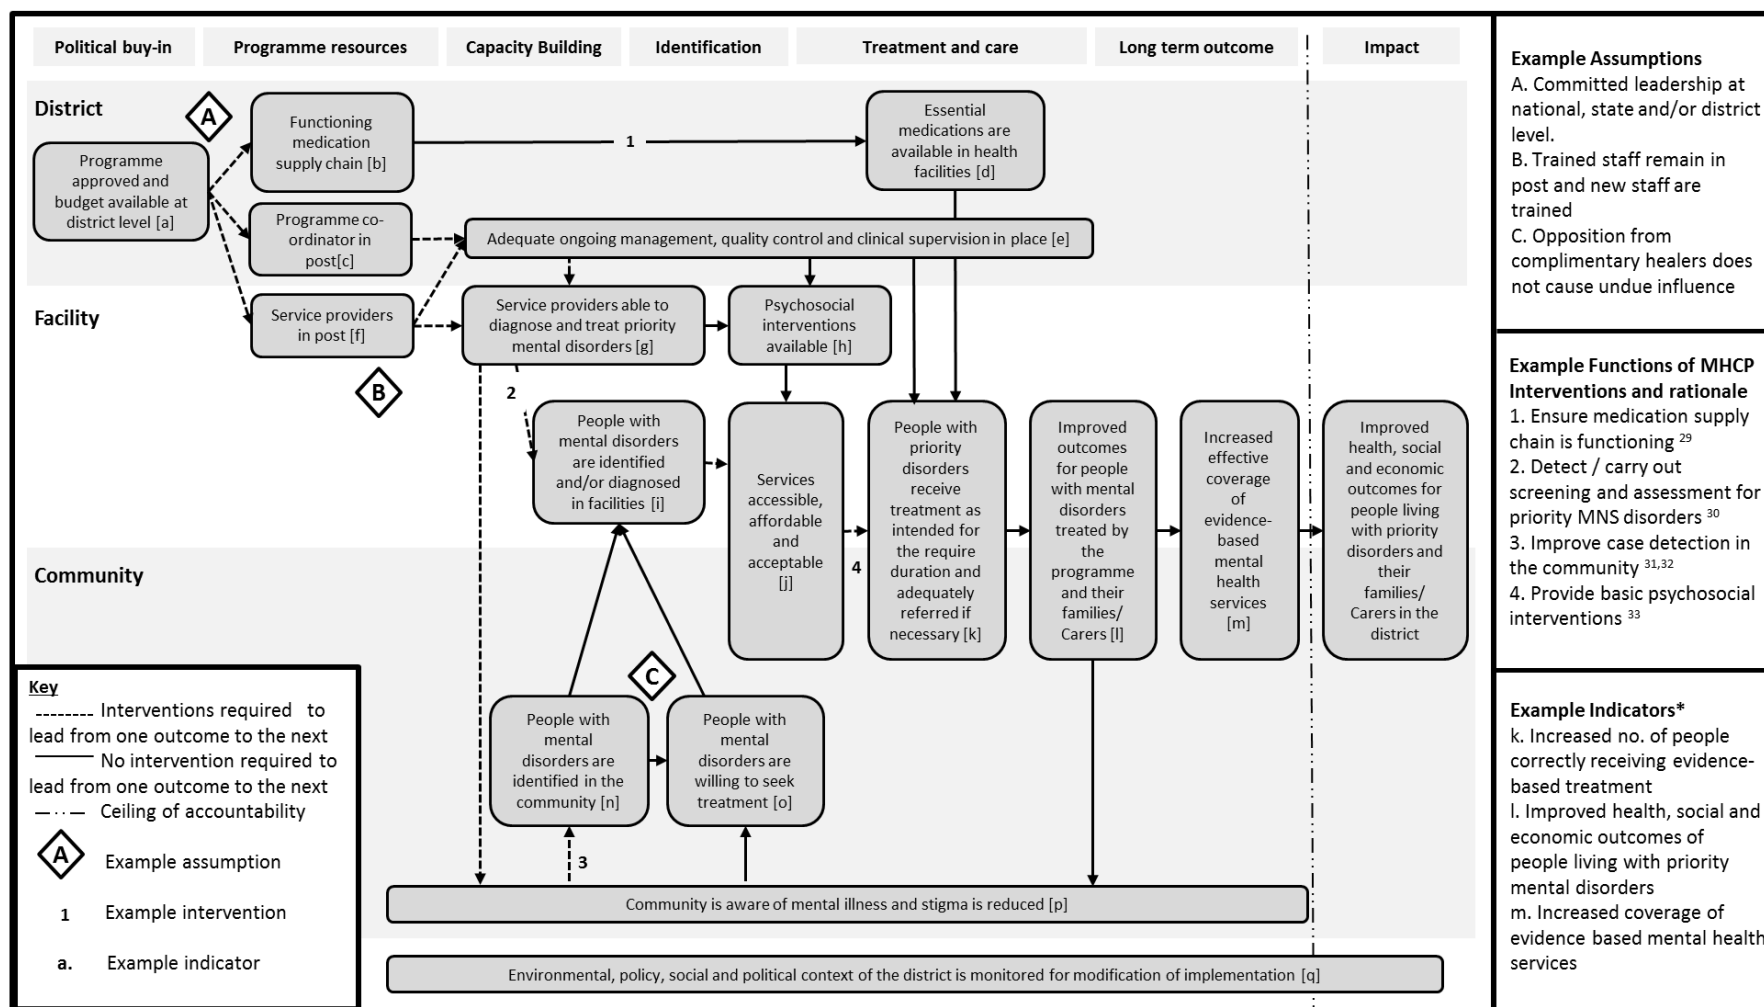 Political buy-in
Programme resources
Capacity Building
Identification
Treatment and care
Long term outcome
Impact
District
A
Programme
approved and
budget available at
district level [a]
Functioning
medication
supply chain [b]
1
Essential
medications are
available in health
facilities [d]
Programme co-
ordinator in
post[c]
Adequate ongoing management, quality control and clinical supervision in place [e]
Facility
Service providers
in post [f]
Service providers able to
diagnose and treat priority
mental disorders [g]
Psychosocial
interventions
available [h]
B
2
People with
mental disorders
are identified
and/or diagnosed
in facilities [i]
Services
accessible,
affordable
and
acceptable
[j]
4
People with
priority
disorders
receive
treatment as
intended for
the require
duration and
adequately
referred if
necessary [k]
Improved
outcomes
for people
with mental
disorders
treated by
the
programme
and their
families/
Carers [l]
Increased
effective
coverage
of
evidence-
based
mental
health
services
[m]
Improved
health, social
and economic
outcomes for
people living
with priority
disorders and
their
families/
Carers in the
district
Community
C
People with
mental
disorders are
identified in the
community [n]
People with
mental
disorders are
willing to seek
treatment [o]
3
Community is aware of mental illness and stigma is reduced [p]
Environmental, policy, social and political context of the district is monitored for modification of implementation [q]
Key
Interventions required to
lead from one outcome to the next
No intervention required to
lead from one outcome to the next
Ceiling of accountability
A Example assumption
1 Example intervention
a. Example indicator
Example Assumptions
A. Committed leadership at
national, state and/or district
level.
B. Trained staff remain in
post and new staff are
trained
C. Opposition from
complimentary healers does
not cause undue influence
Example Functions of MHCP
Interventions and rationale
1. Ensure medication supply
chain is functioning 29
2. Detect / carry out
screening and assessment for
priority MNS disorders 30
3. Improve case detection in
the community 31,32
4. Provide basic psychosocial
interventions 33
Example Indicators*
k. Increased no. of people
correctly receiving evidence-
based treatment
l. Improved health, social and
economic outcomes of
people living with priority
mental disorders
m. Increased coverage of
evidence based mental health
services